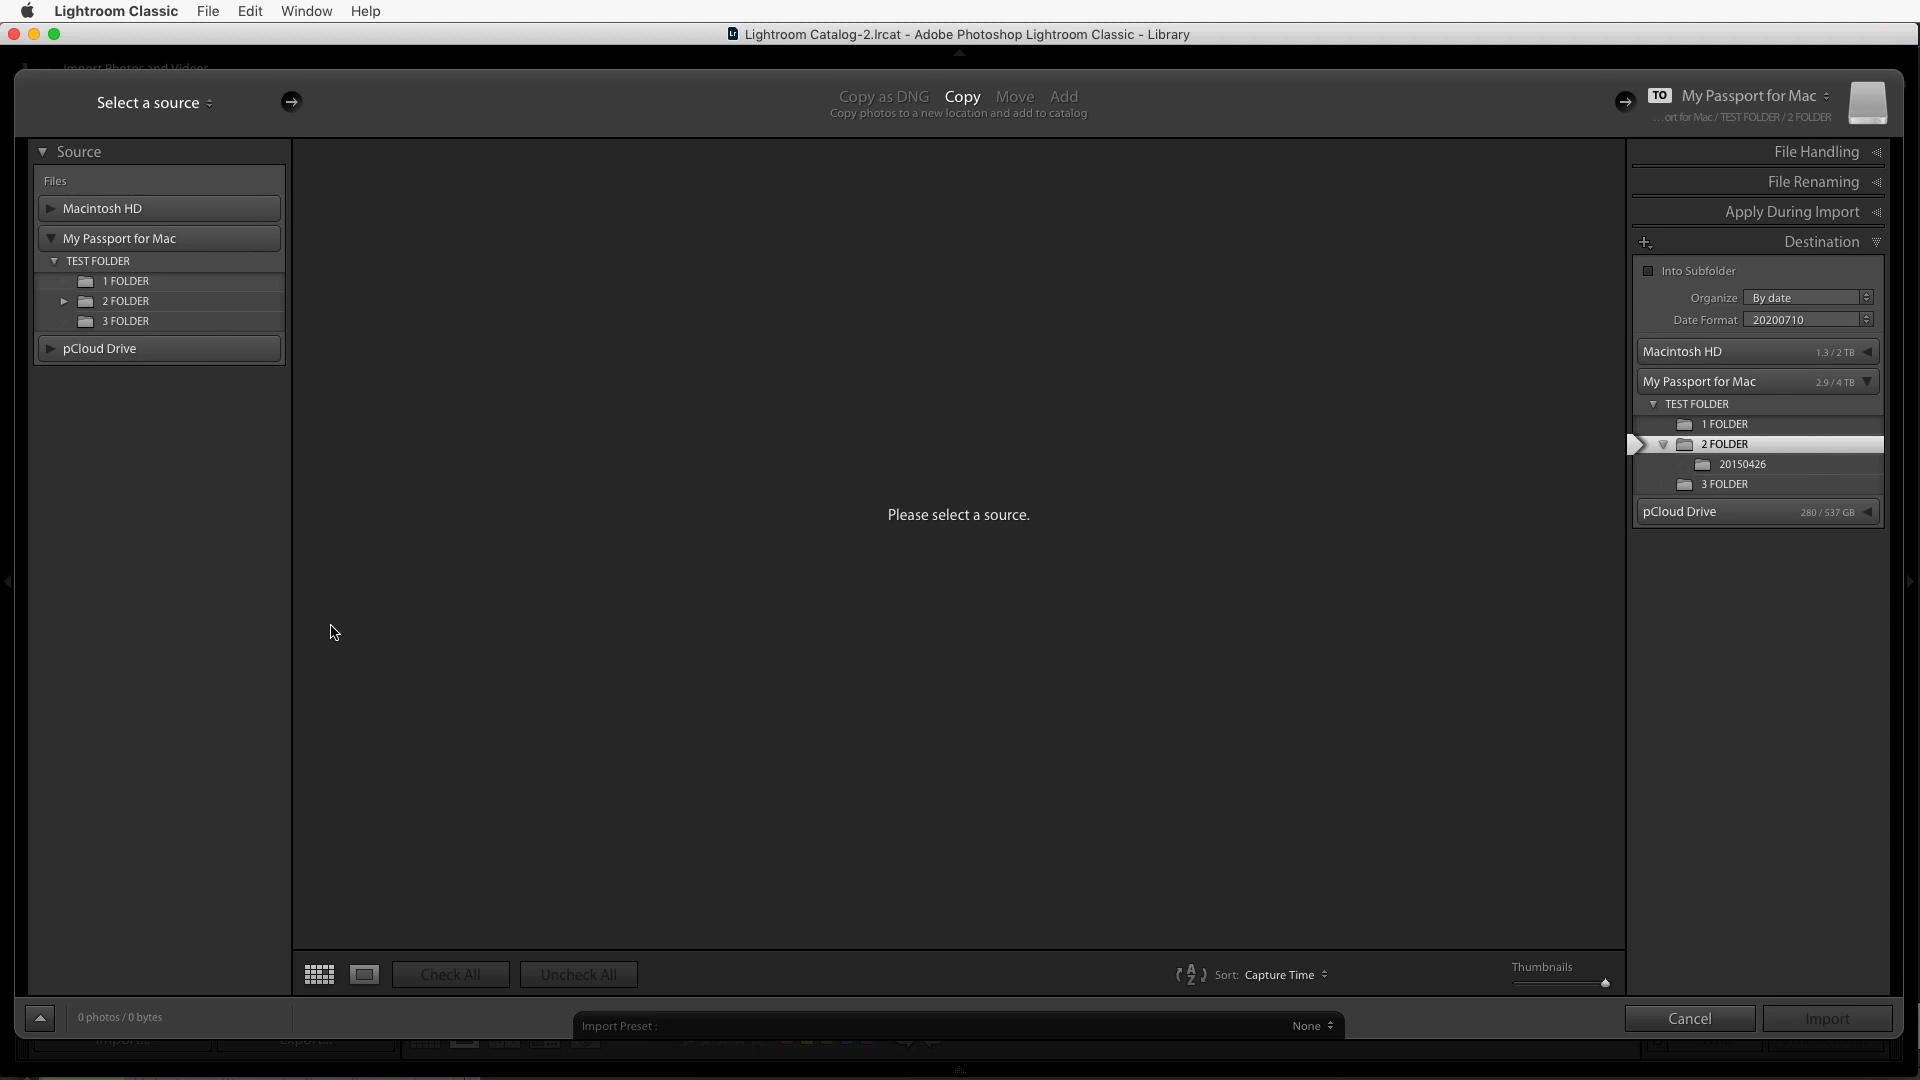 Lightroom Classic File Edit Window Help
Lightroom Catalog-2.lrcat - Adobe Photoshop Lightroom Classic - Library
Import Photos and Videos
Select a source
Copy as DNG Copy Move Add
Copy photos to a new location and add to catalog
TO My Passport for Mac
...ort for Mac / TEST FOLDER / 2 FOLDER
Source
Files
Macintosh HD
My Passport for Mac
TEST FOLDER
1 FOLDER
2 FOLDER
3 FOLDER
pCloud Drive
Please select a source.
File Handling
File Renaming
Apply During Import
Destination
Into Subfolder
Organize By date
Date Format 20200710
Macintosh HD 1.3 / 2 TB
My Passport for Mac 2.9 / 4 TB
TEST FOLDER
1 FOLDER
2 FOLDER
20150426
3 FOLDER
pCloud Drive 280 / 537 GB
Check All Uncheck All
Sort: Capture Time
Thumbnails
0 photos / 0 bytes
Import Preset : None
Cancel Import
Import... Export...